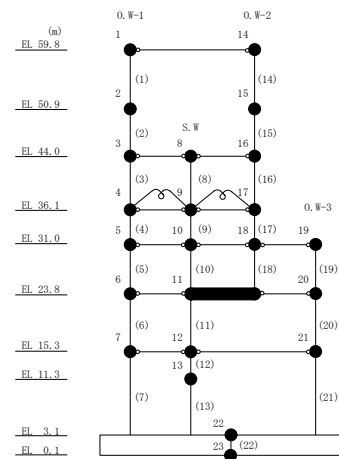 O.W-1 O.W-2
(m) 1 14
EL 59.8
(1) (14)
2 15
EL 50.9
(2) S.W (15)
3 8 16
EL 44.0
(3) (8) (16)
4 9 17
EL 36.1 O.W-3
5 (4) 10 (9) 18 (17) 19
EL 31.0
(5) (10) (18) (19)
6 11 20
EL 23.8
(6) (11) (20)
7 12 21
EL 15.3
13 (12)
EL 11.3
(7) (13) (21)
22
EL 3.1
23 (22)
EL 0.1